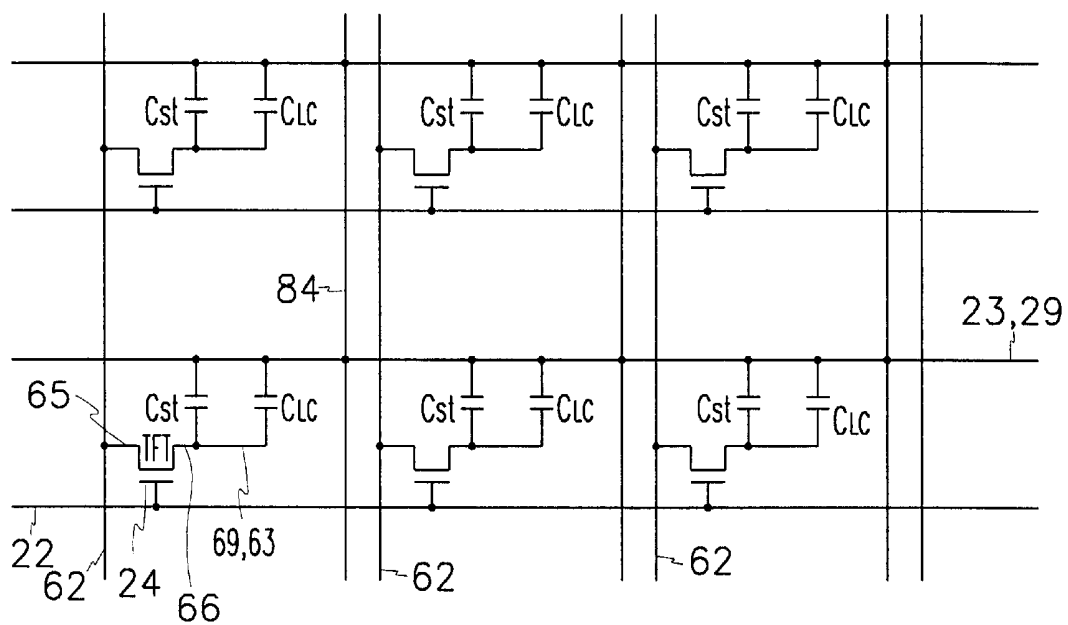 Cst CLC Cst CLC Cst CLC
84
23,29
65 Cst CLC Cst CLC Cst CLC
TFT
22 62 24 66 69,63 62 62